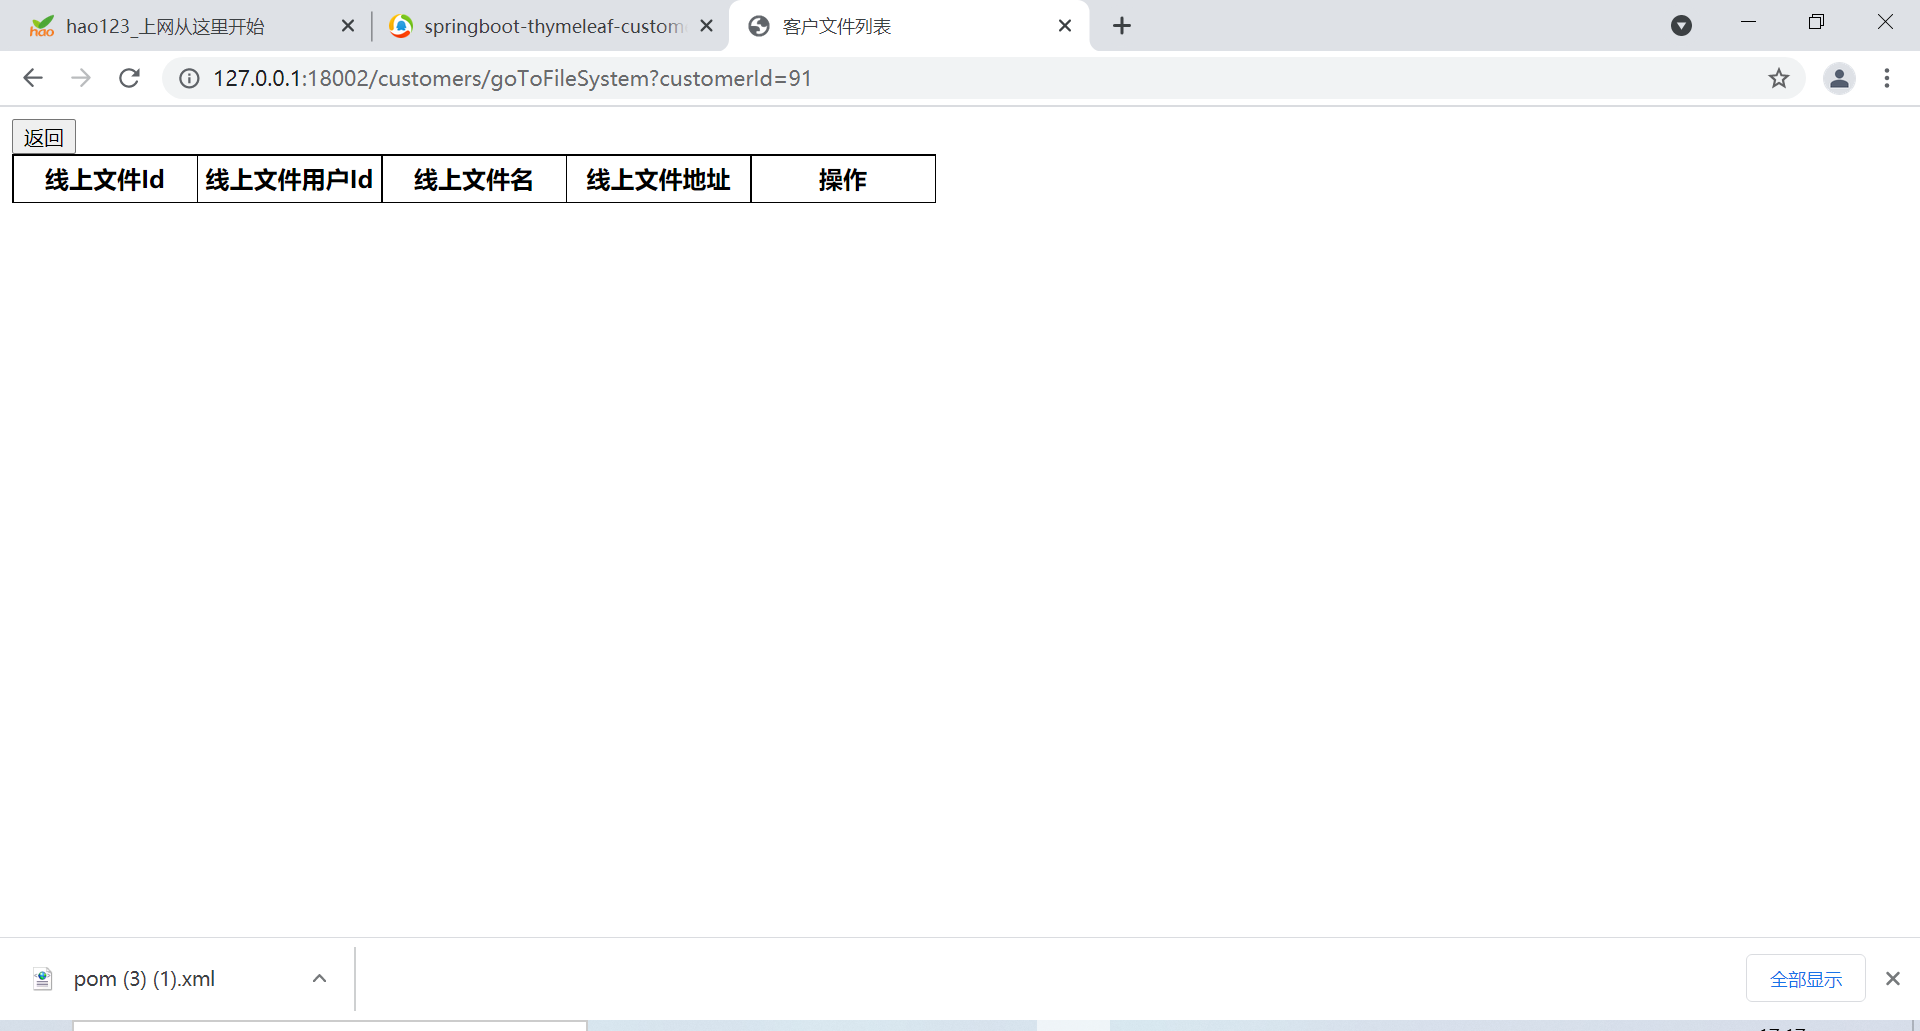 hao123_上网从这里开始
springboot-thymeleaf-custom
客户文件列表
127.0.0.1:18002/customers/goToFileSystem?customerId=91
返回
线上文件Id 线上文件用户Id 线上文件名 线上文件地址 操作
pom (3) (1).xml
全部显示